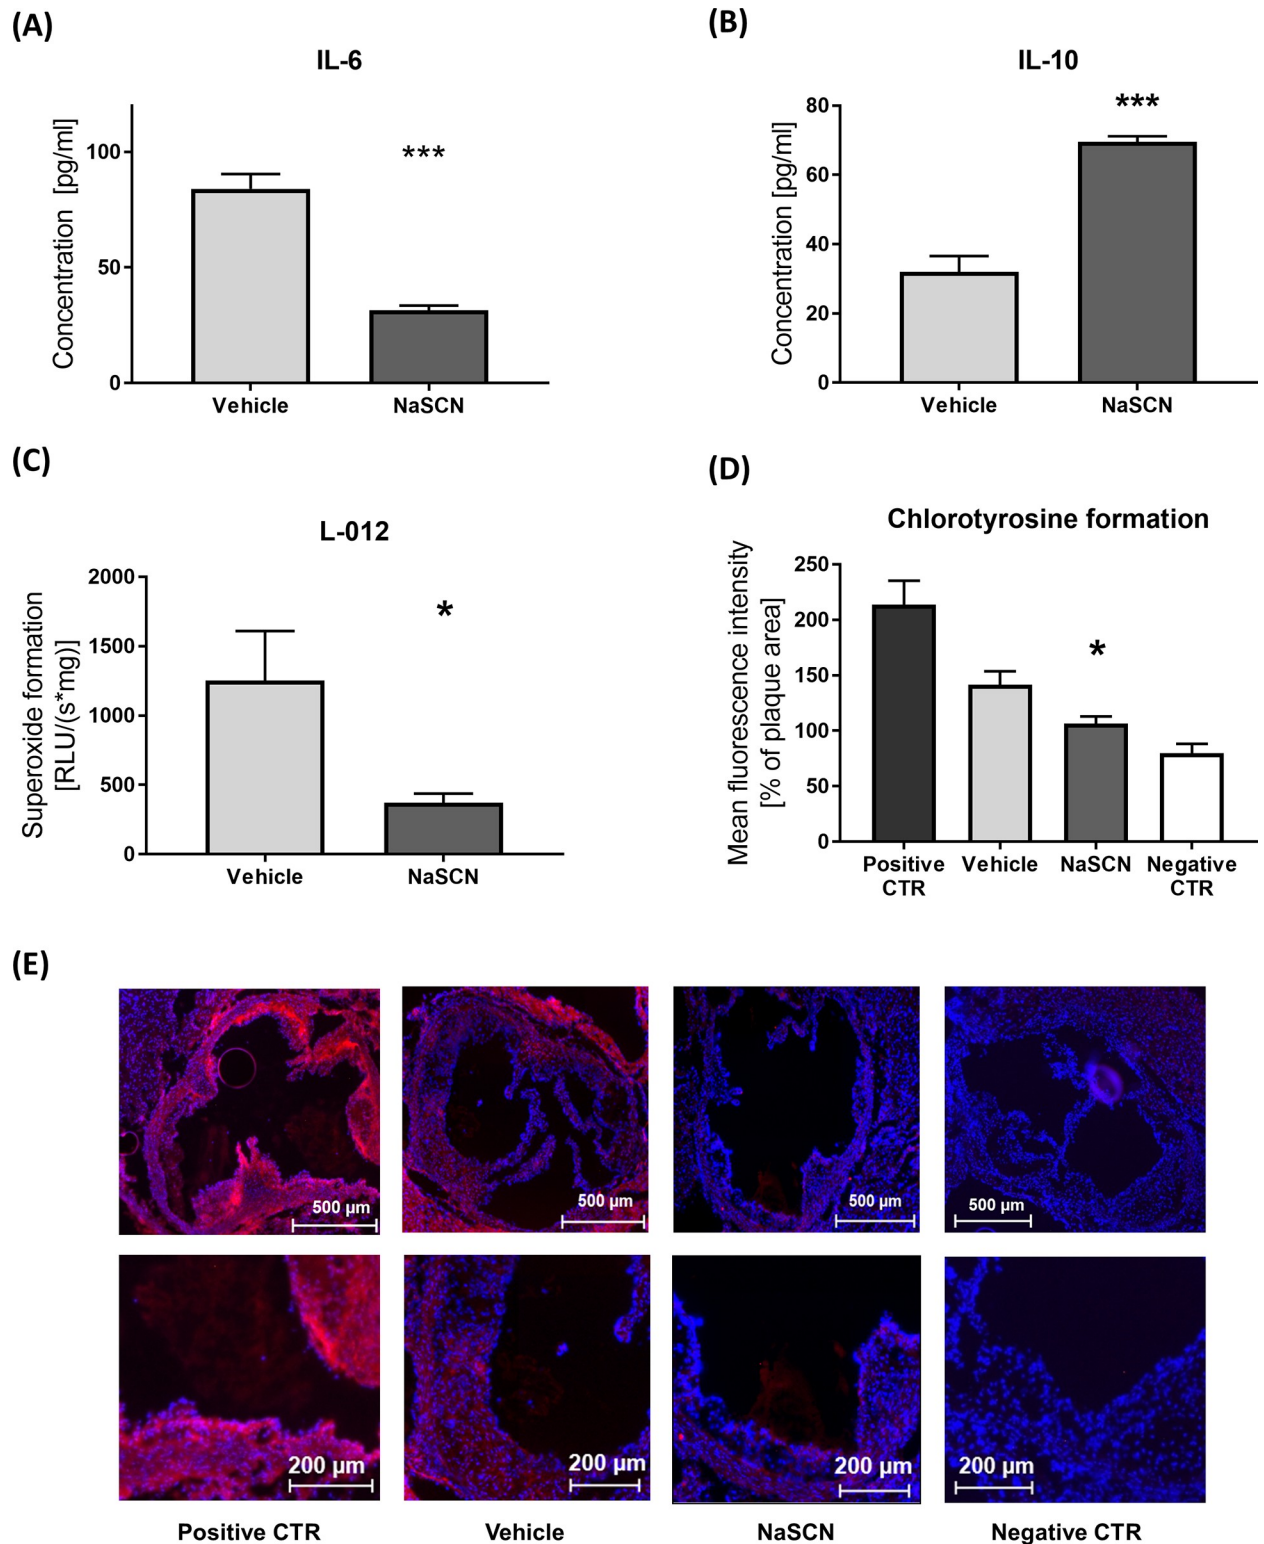 (A)
IL-6
Concentration [pg/ml]
100
50
0
***
Vehicle
NaSCN
(B)
IL-10
Concentration [pg/ml]
80
60
40
20
0
***
Vehicle
NaSCN
(C)
L-012
Superoxide formation
[RLU/(s*mg)]
2000
1500
1000
500
0
*
Vehicle
NaSCN
(D)
Chlorotyrosine formation
Mean fluorescence intensity
[% of plaque area]
250
200
150
100
50
0
*
Positive
CTR
Vehicle
NaSCN
Negative
CTR
(E)
500 µm
500 µm
500 µm
500 µm
200 µm
200 µm
200 µm
200 µm
Positive CTR
Vehicle
NaSCN
Negative CTR